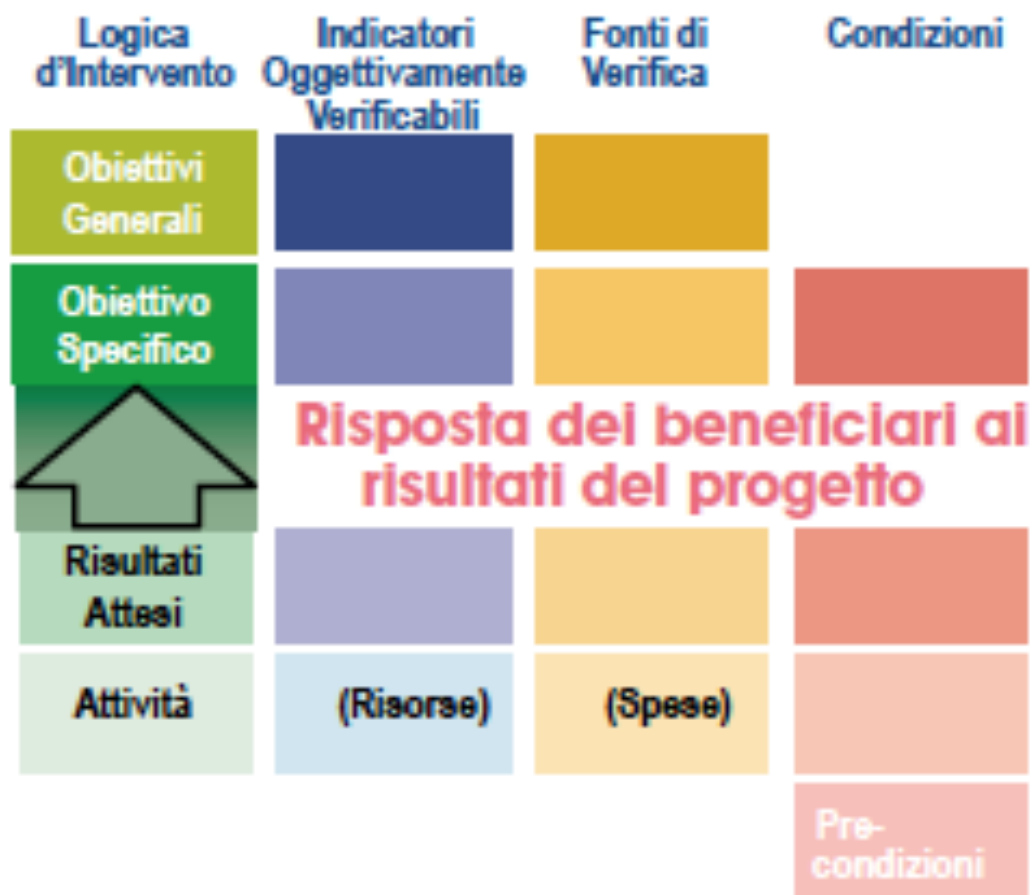 Logica
d'Intervento
Indicatori
Oggettivamente
Verificabili
Fonti di
Verifica
Condizioni
Obiettivi
Generali
Obiettivo
Specifico
Risposta dei beneficiari ai
risultati del progetto
Risultati
Attesi
Attività
(Risorse)
(Spese)
Pre-
condizioni